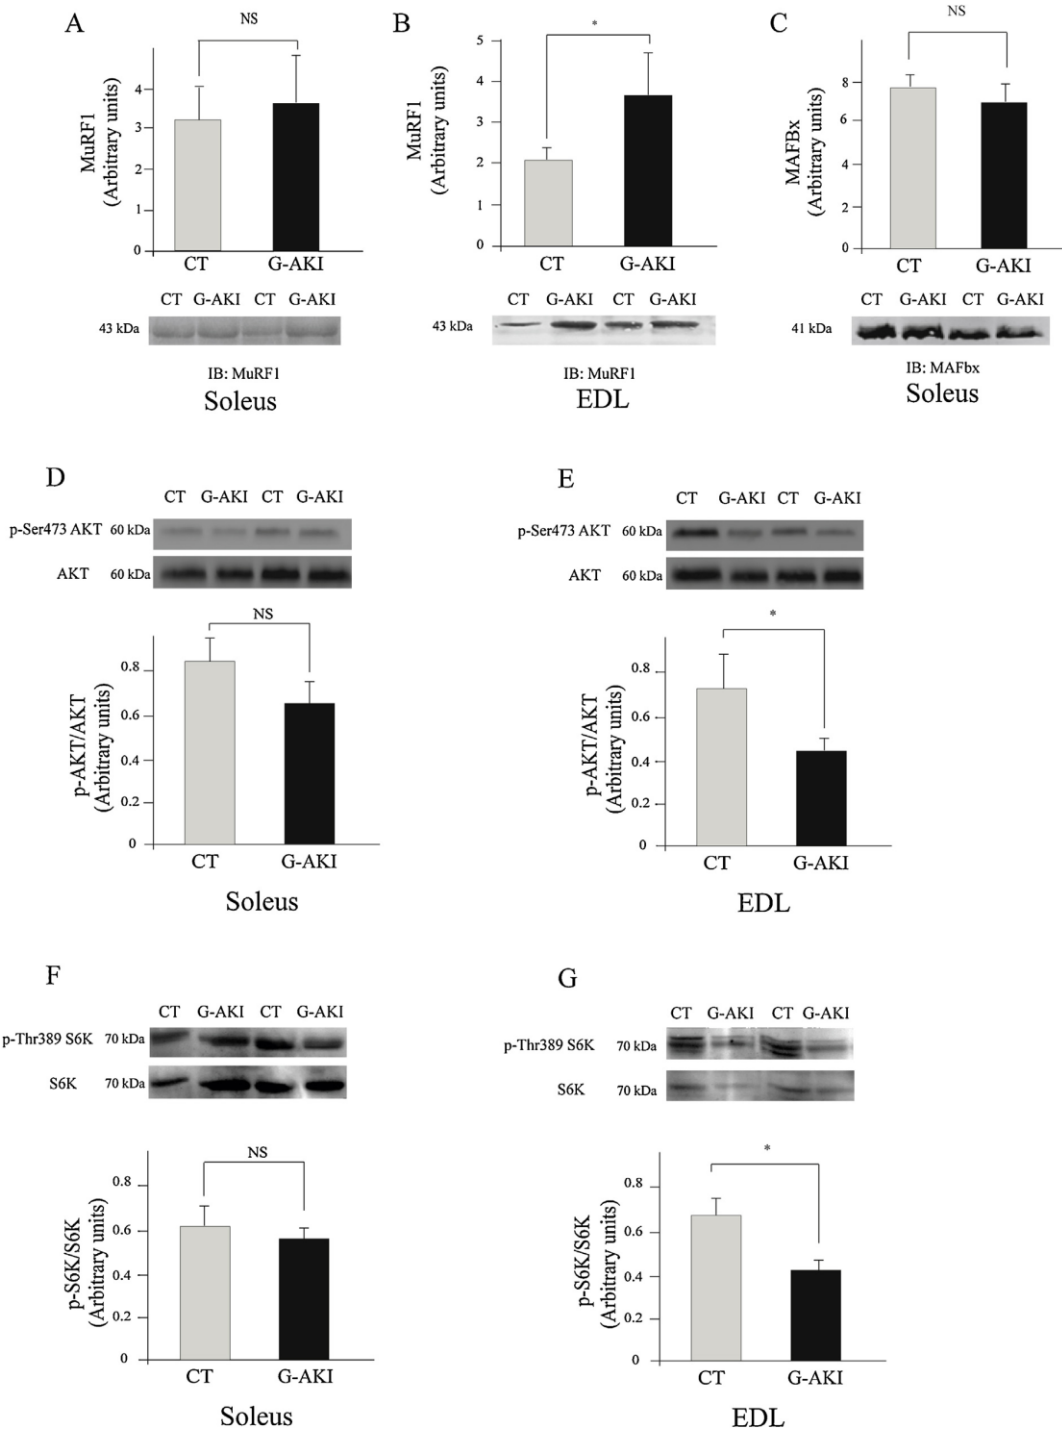 A
NS
MuRF1
(Arbitrary units)
4
3
2
1
0
CT G-AKI
CT G-AKI CT G-AKI
43 kDa
IB: MuRF1
Soleus
B
*
MuRF1
(Arbitrary units)
5
4
3
2
1
0
CT G-AKI
CT G-AKI CT G-AKI
43 kDa
IB: MuRF1
EDL
C
NS
MAFBx
(Arbitrary units)
8
6
4
2
0
CT G-AKI
CT G-AKI CT G-AKI
41 kDa
IB: MAFbx
Soleus
D
CT G-AKI CT G-AKI
p-Ser473 AKT 60 kDa
AKT 60 kDa
NS
p-AKT/AKT
(Arbitrary units)
0.8
0.6
0.4
0.2
0
CT G-AKI
Soleus
E
CT G-AKI CT G-AKI
p-Ser473 AKT 60 kDa
AKT 60 kDa
*
p-AKT/AKT
(Arbitrary units)
0.8
0.6
0.4
0.2
0
CT G-AKI
EDL
F
CT G-AKI CT G-AKI
p-Thr389 S6K 70 kDa
S6K 70 kDa
NS
p-S6K/S6K
(Arbitrary units)
0.8
0.6
0.4
0.2
0
CT G-AKI
Soleus
G
CT G-AKI CT G-AKI
p-Thr389 S6K 70 kDa
S6K 70 kDa
*
p-S6K/S6K
(Arbitrary units)
0.8
0.6
0.4
0.2
0
CT G-AKI
EDL